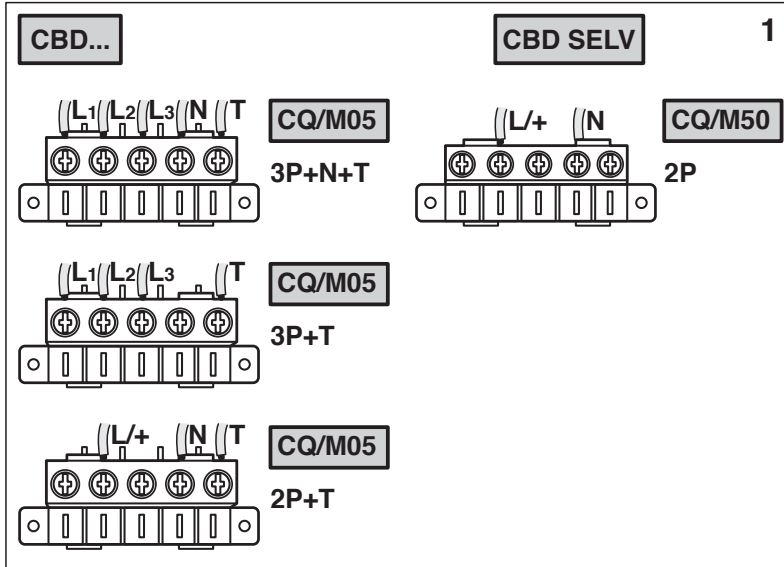 CBD...
CBD SELV
1
L1 L2 L3 N T
CQ/M05
3P+N+T
L/+ N
CQ/M50
2P
L1 L2 L3 T
CQ/M05
3P+T
L/+ N T
CQ/M05
2P+T